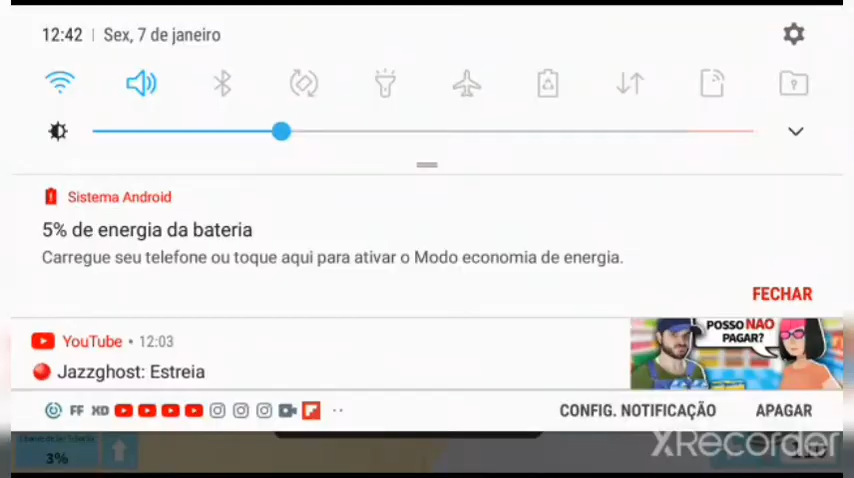 12:42 | Sex, 7 de janeiro
Sistema Android
5% de energia da bateria
Carregue seu telefone ou toque aqui para ativar o Modo economia de energia.
FECHAR
YouTube • 12:03
Jazzghost: Estreia
POSSO NÃO
PAGAR?
FF XD
CONFIG. NOTIFICAÇÃO
APAGAR
3%
XRecorder